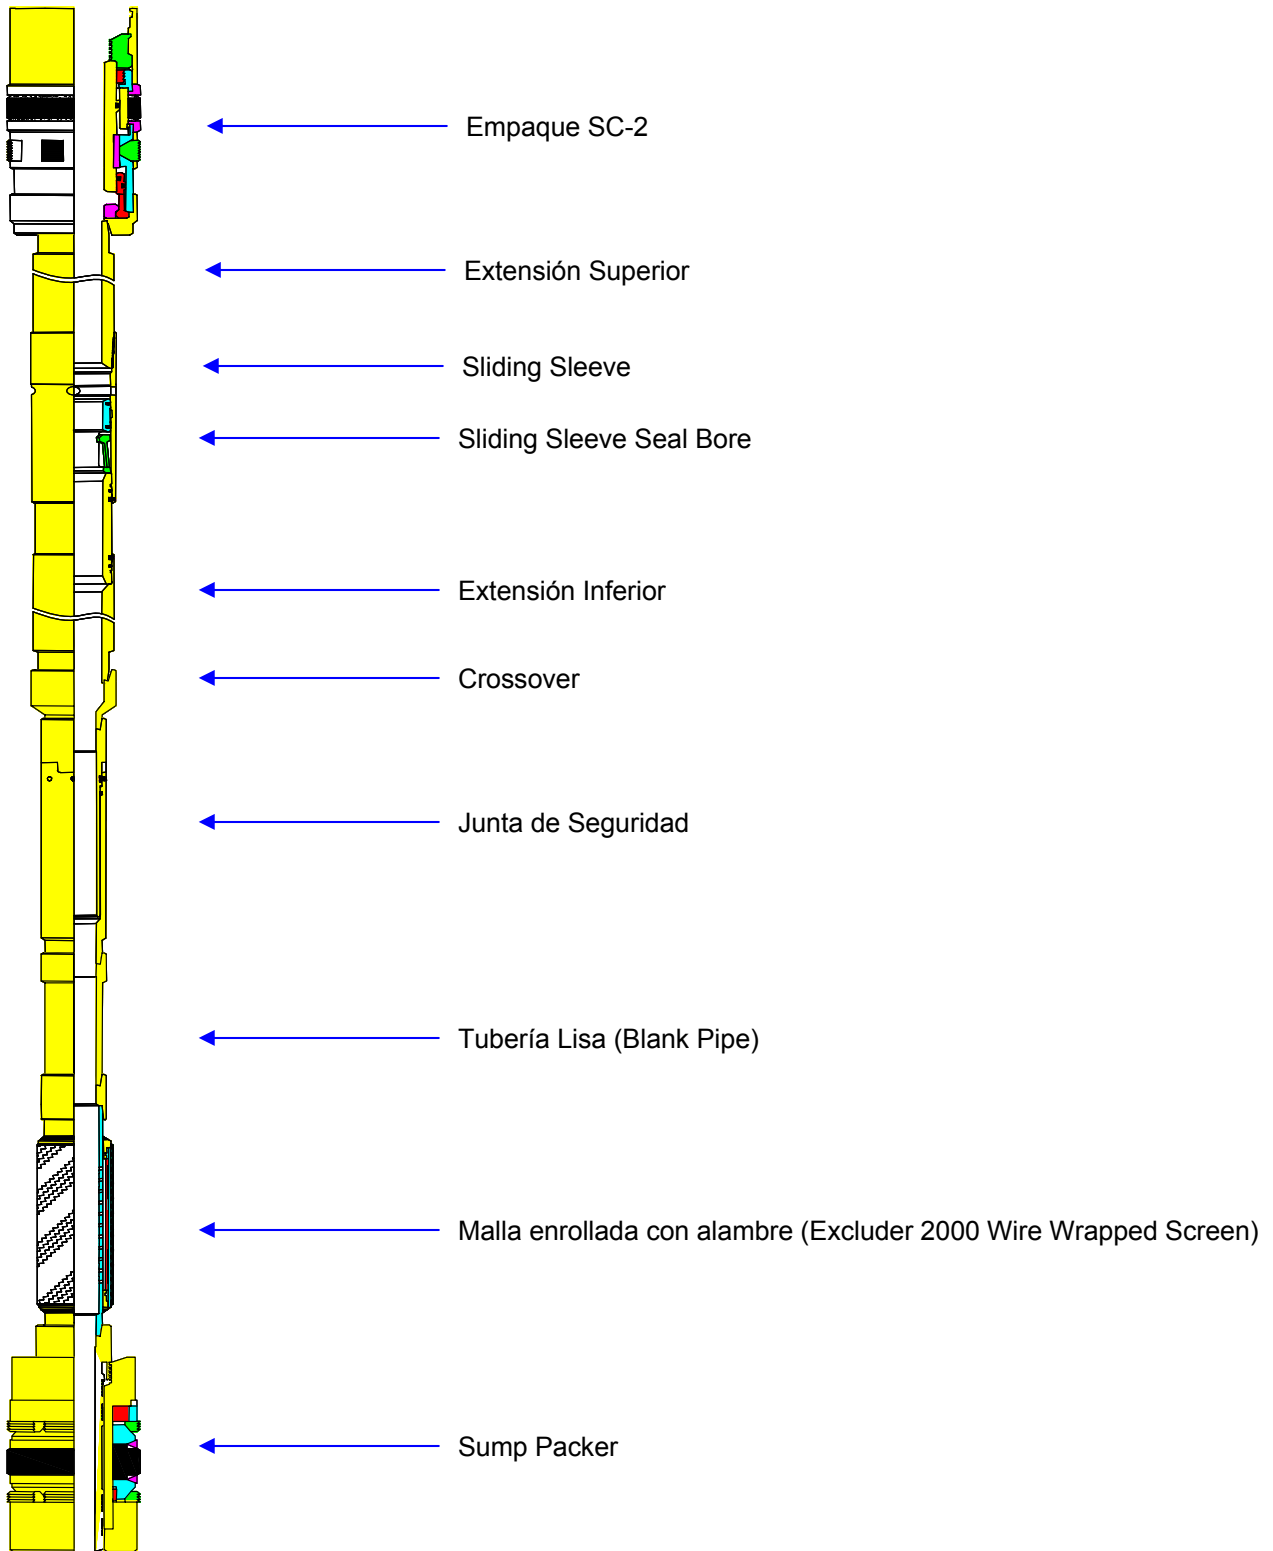 Empaque SC-2
Extensión Superior
Sliding Sleeve
Sliding Sleeve Seal Bore
Extensión Inferior
Crossover
Junta de Seguridad
Tubería Lisa (Blank Pipe)
Malla enrollada con alambre (Excluder 2000 Wire Wrapped Screen)
Sump Packer